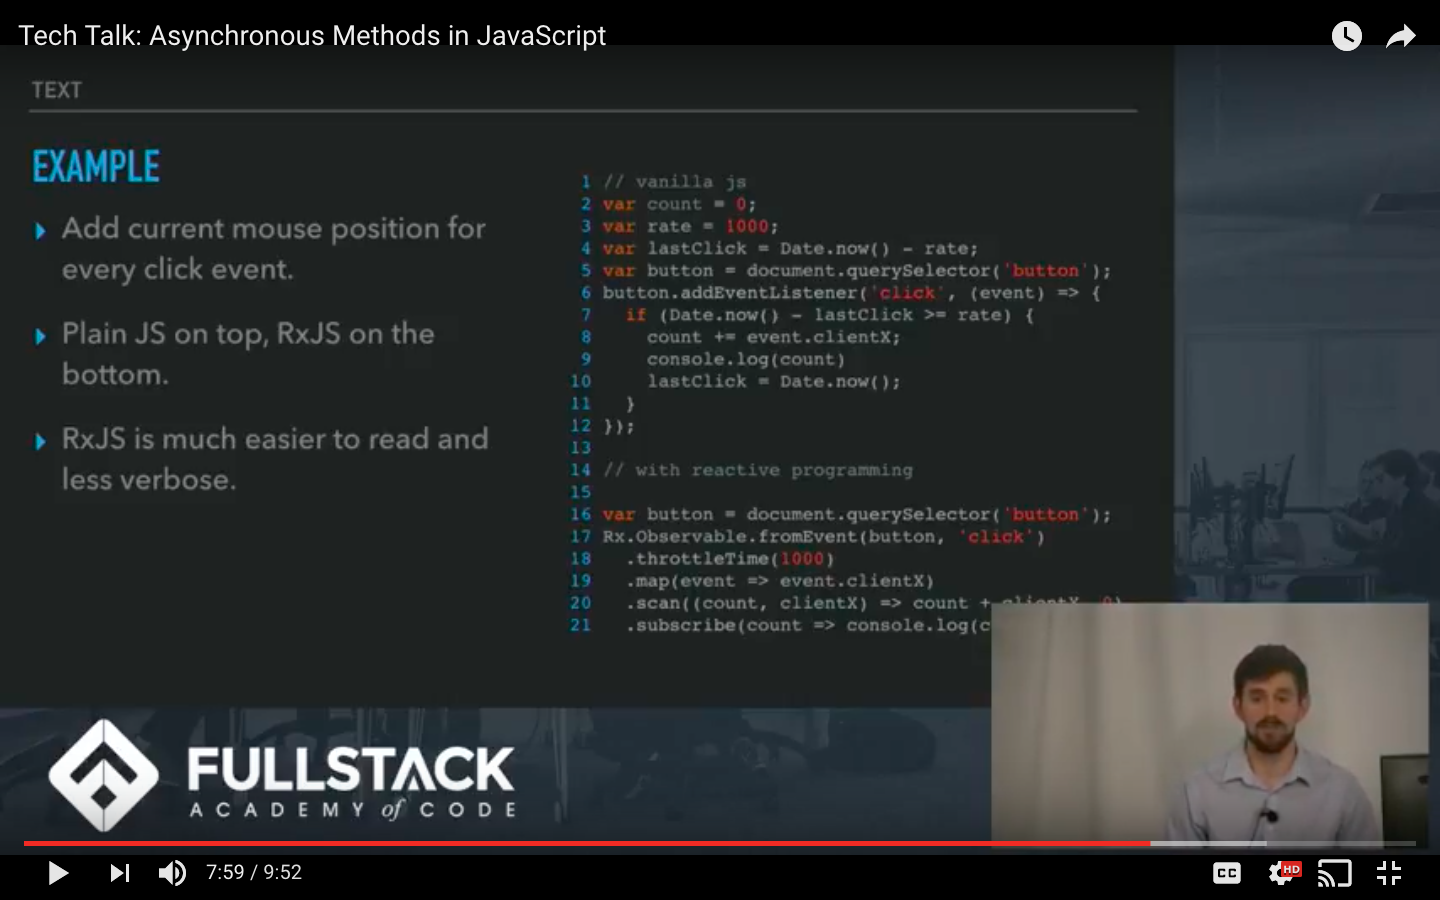 Tech Talk: Asynchronous Methods in JavaScript
TEXT
EXAMPLE
Add current mouse position for
every click event.
Plain JS on top, RxJS on the
bottom.
RxJS is much easier to read and
less verbose.
1 // vanilla js
2 var count = 0;
3 var rate = 1000;
4 var lastClick = Date.now() - rate;
5 var button = document.querySelector('button');
6 button.addEventListener('click', (event) => {
7 if (Date.now() - lastClick >= rate) {
8 count += event.clientX;
9 console.log(count)
10 lastClick = Date.now();
11 }
12 });
13
14 // with reactive programming
15
16 var button = document.querySelector('button');
17 Rx.Observable.fromEvent(button, 'click')
18 .throttleTime(1000)
19 .map(event => event.clientX)
20 .scan((count, clientX) => count + clientX, 0)
21 .subscribe(count => console.log(c
FULLSTACK
ACADEMY of CODE
7:59 / 9:52
CC
HD